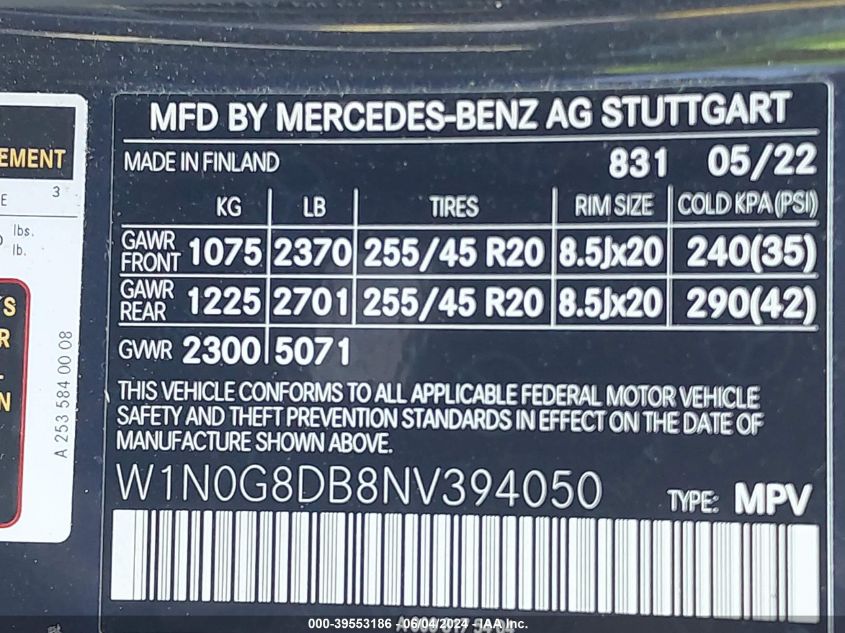 MFD BY MERCEDES-BENZ AG STUTTGART
MADE IN FINLAND 831 05/22
KG LB TIRES RIM SIZE COLD KPA(PSI)
GAWR FRONT 1075 2370 255/45 R20 8.5Jx20 240(35)
GAWR REAR 1225 2701 255/45 R20 8.5Jx20 290(42)
GVWR 2300 5071
THIS VEHICLE CONFORMS TO ALL APPLICABLE FEDERAL MOTOR VEHICLE
SAFETY AND THEFT PREVENTION STANDARDS IN EFFECT ON THE DATE OF
MANUFACTURE SHOWN ABOVE.
W1N0G8DB8NV394050 TYPE: MPV
EMENT
E 3
lbs.
lb.
A 253 584 00 08
000-39553186 - 06/04/2024 - IAA Inc.